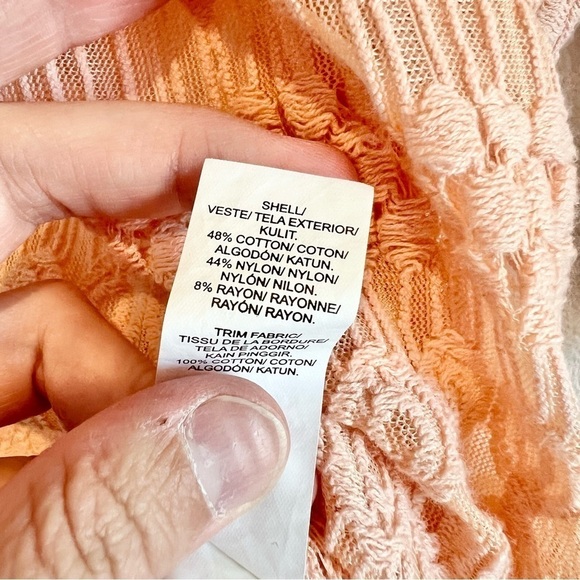 SHELL/
VESTE/ TELA EXTERIOR/
KULIT.
48% COTTON/ COTON/
ALGODÓN/ KATUN.
44% NYLON/ NYLON/
NYLÓN/ NILON.
8% RAYON/ RAYONNE/
RAYÓN/ RAYON.
TRIM FABRIC/
TISSU DE LA BORDURE/
TELA DE ADORNO/
KAIN PINGGIR.
100% COTTON/ COTON/
ALGODÓN/ KATUN.